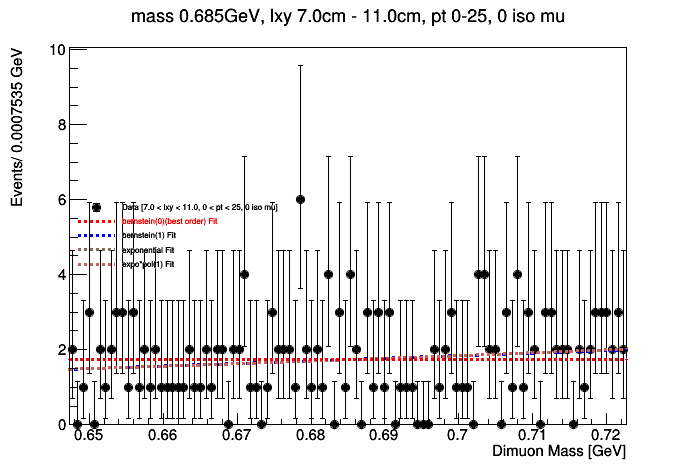 mass 0.685GeV, lxy 7.0cm - 11.0cm, pt 0-25, 0 iso mu
10
Events/ 0.0007535 GeV
8
6
Data [7.0 < lxy < 11.0, 0 < pt < 25, 0 iso mu]
bernstein(0)(best order) Fit
bernstein(1) Fit
exponential Fit
expo*pol(1) Fit
4
2
0
0.65 0.66 0.67 0.68 0.69 0.7 0.71 0.72
Dimuon Mass [GeV]